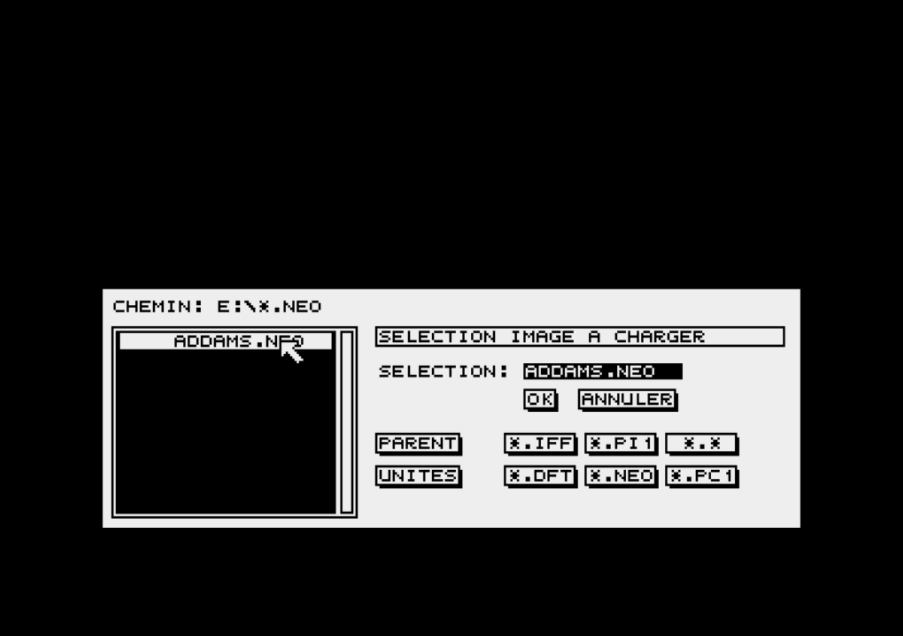 CHEMIN: E:\*.NEO
ADDAMS.NEO
SELECTION IMAGE A CHARGER
SELECTION: ADDAMS.NEO
OK ANNULER
PARENT *.IFF *.PI1 *.*
UNITES *.DFT *.NEO *.PC1